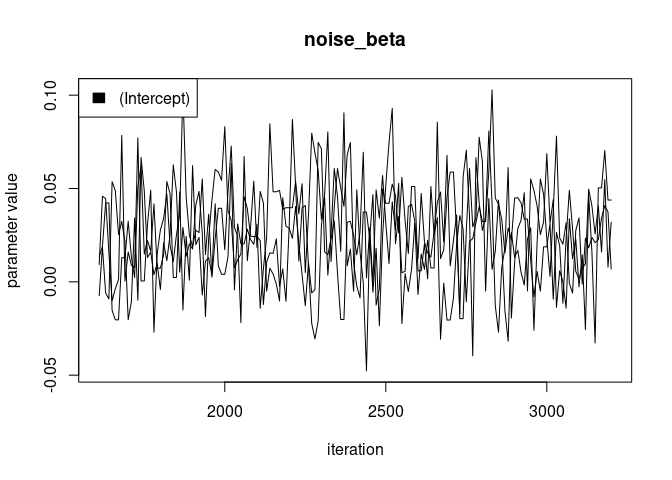 noise_beta
(Intercept)
parameter value
0.10
0.05
0.00
-0.05
2000 2500 3000
iteration